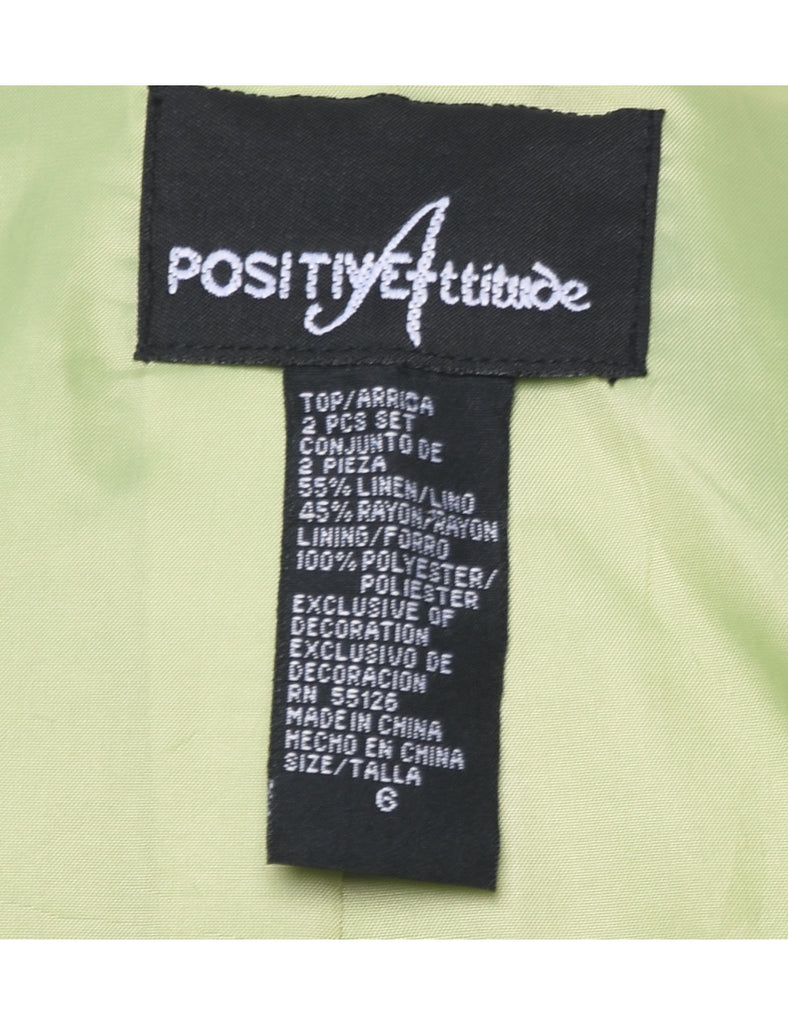 POSITIVE Attitude
TOP/ARRICA
2 PCS SET
CONJUNTO DE
2 PIEZA
55% LINEN/LINO
45% RAYON/RAYON
LINING/FORRO
100% POLYESTER/
POLIESTER
EXCLUSIVE OF
DECORATION
EXCLUSIVO DE
DECORACION
RN 55126
MADE IN CHINA
HECHO EN CHINA
SIZE/TALLA
6